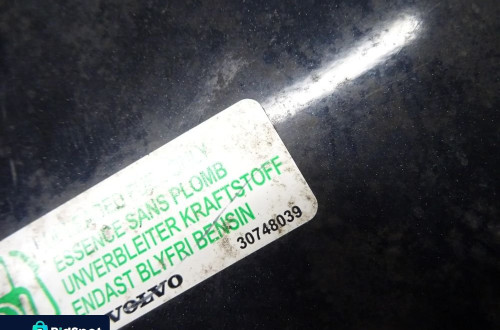 ESSENCE SANS PLOMB
UNVERBLEITER KRAFTSTOFF
ENDAST BLYFRI BENSIN
VOLVO
30748039